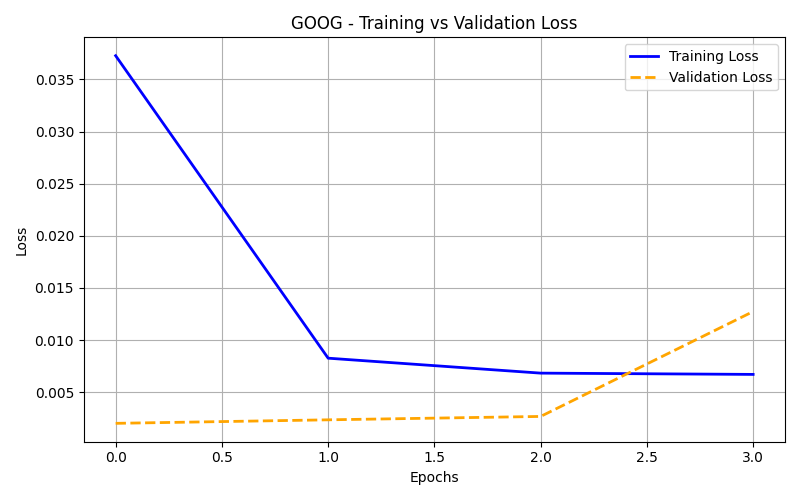 GOOG - Training vs Validation Loss
Training Loss
Validation Loss
Loss
0.035
0.030
0.025
0.020
0.015
0.010
0.005
0.0 0.5 1.0 1.5 2.0 2.5 3.0
Epochs